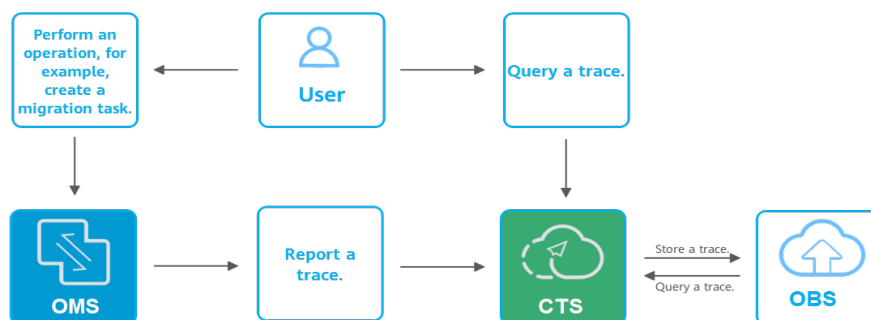 Perform an
operation, for
example,
create a
migration task.
User
Query a trace.
OMS
Report a
trace.
CTS
Store a trace.
Query a trace.
OBS